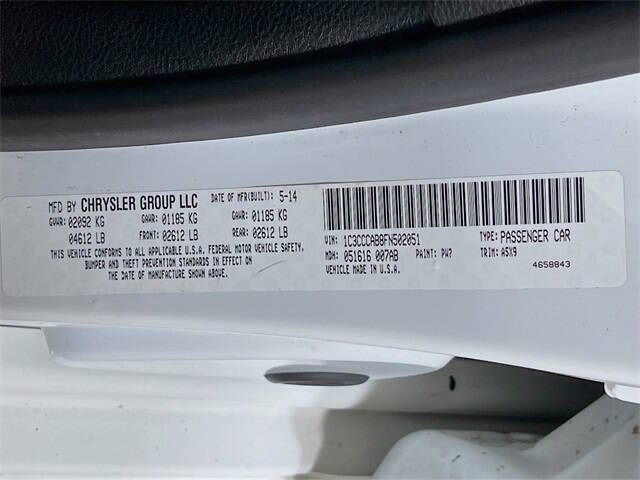 MFD BY CHRYSLER GROUP LLC DATE OF MFR(BUILT): 5-14
GVWR: 02092 KG GAWR: 01185 KG GAWR: 01185 KG
04612 LB FRONT: 02612 LB REAR: 02612 LB
THIS VEHICLE CONFORMS TO ALL APPLICABLE U.S.A. FEDERAL MOTOR VEHICLE SAFETY,
BUMPER AND THEFT PREVENTION STANDARDS IN EFFECT ON
THE DATE OF MANUFACTURE SHOWN ABOVE.
VIN: 1C3CCCAB8FN502051 TYPE: PASSENGER CAR
MDH: 051616 007AB PAINT: PW7 TRIM: A5X9
VEHICLE MADE IN U.S.A.
4658843